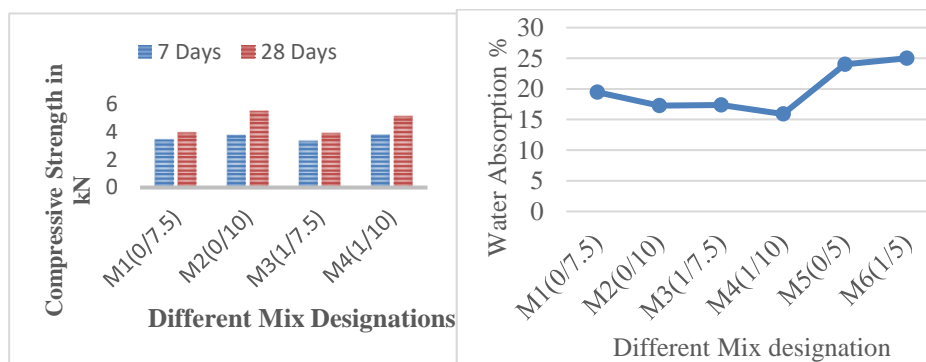 7 Days
28 Days
Compressive Strength in
kN
6
4
2
0
M1(0/7.5)
M2(0/10)
M3(1/7.5)
M4(1/10)
Different Mix Designations
Water Absorption %
30
25
20
15
10
5
0
M1(0/7.5)
M2(0/10)
M3(1/7.5)
M4(1/10)
M5(0/5)
M6(1/5)
Different Mix designation